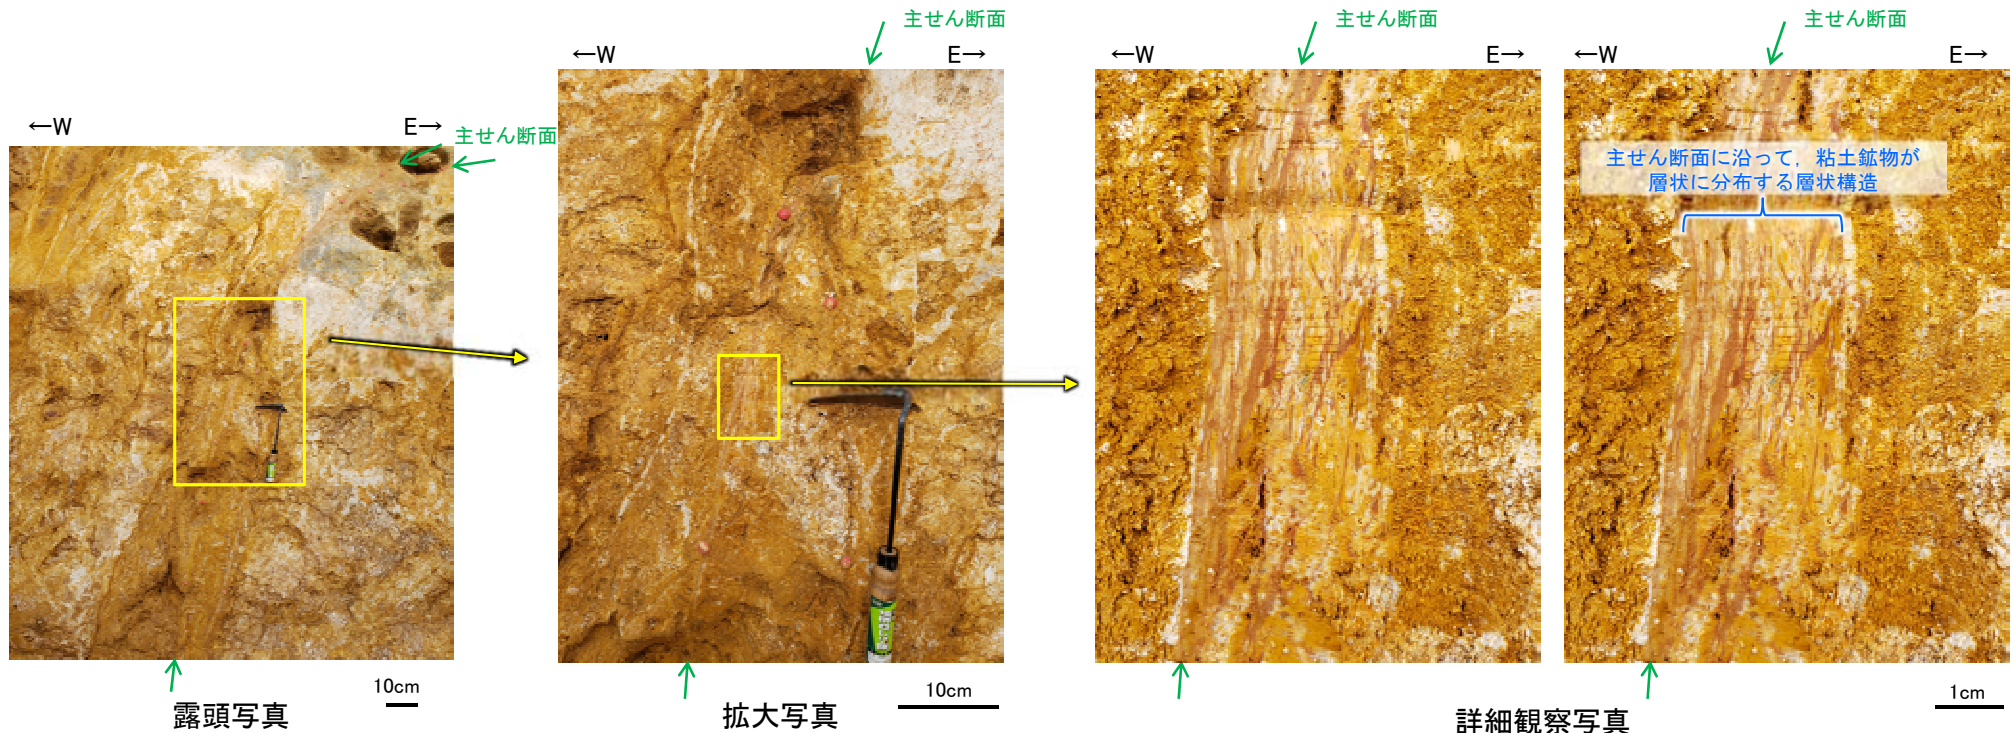 主せん断面
主せん断面
主せん断面
←W
E→
←W
E→
←W
E→
←W
E→
主せん断面
主せん断面に沿って，粘土鉱物が
層状に分布する層状構造
10cm
10cm
1cm
露頭写真
拡大写真
詳細観察写真